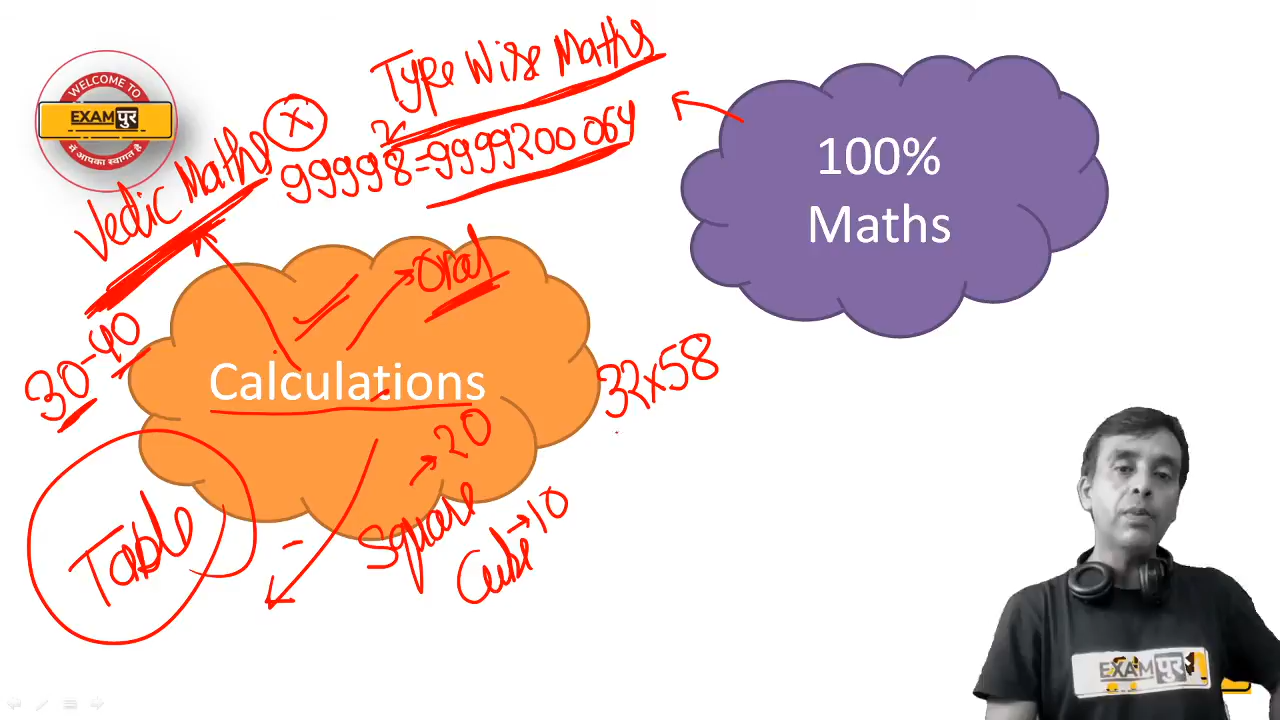 WELCOME TO
EXAMपुर
में आपका स्वागत है
Type Wise Maths
Vedic Maths X
99998² = 9999200064
100%
Maths
Oral
30-40
Calculations
32x58
Table
Square → 20
Cube → 10
EXAMपुर